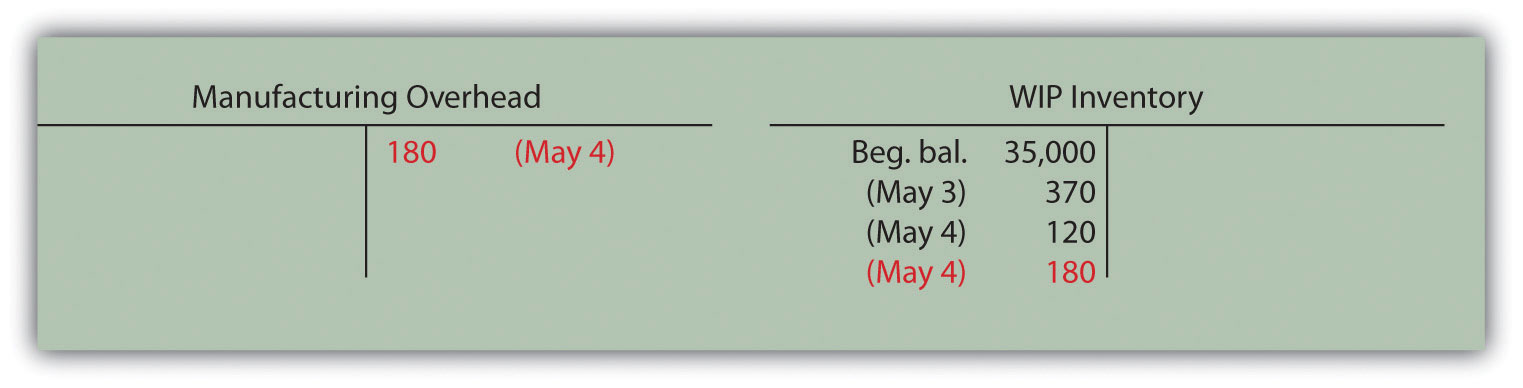 Manufacturing Overhead
180 (May 4)
WIP Inventory
Beg. bal. 35,000
(May 3) 370
(May 4) 120
(May 4) 180